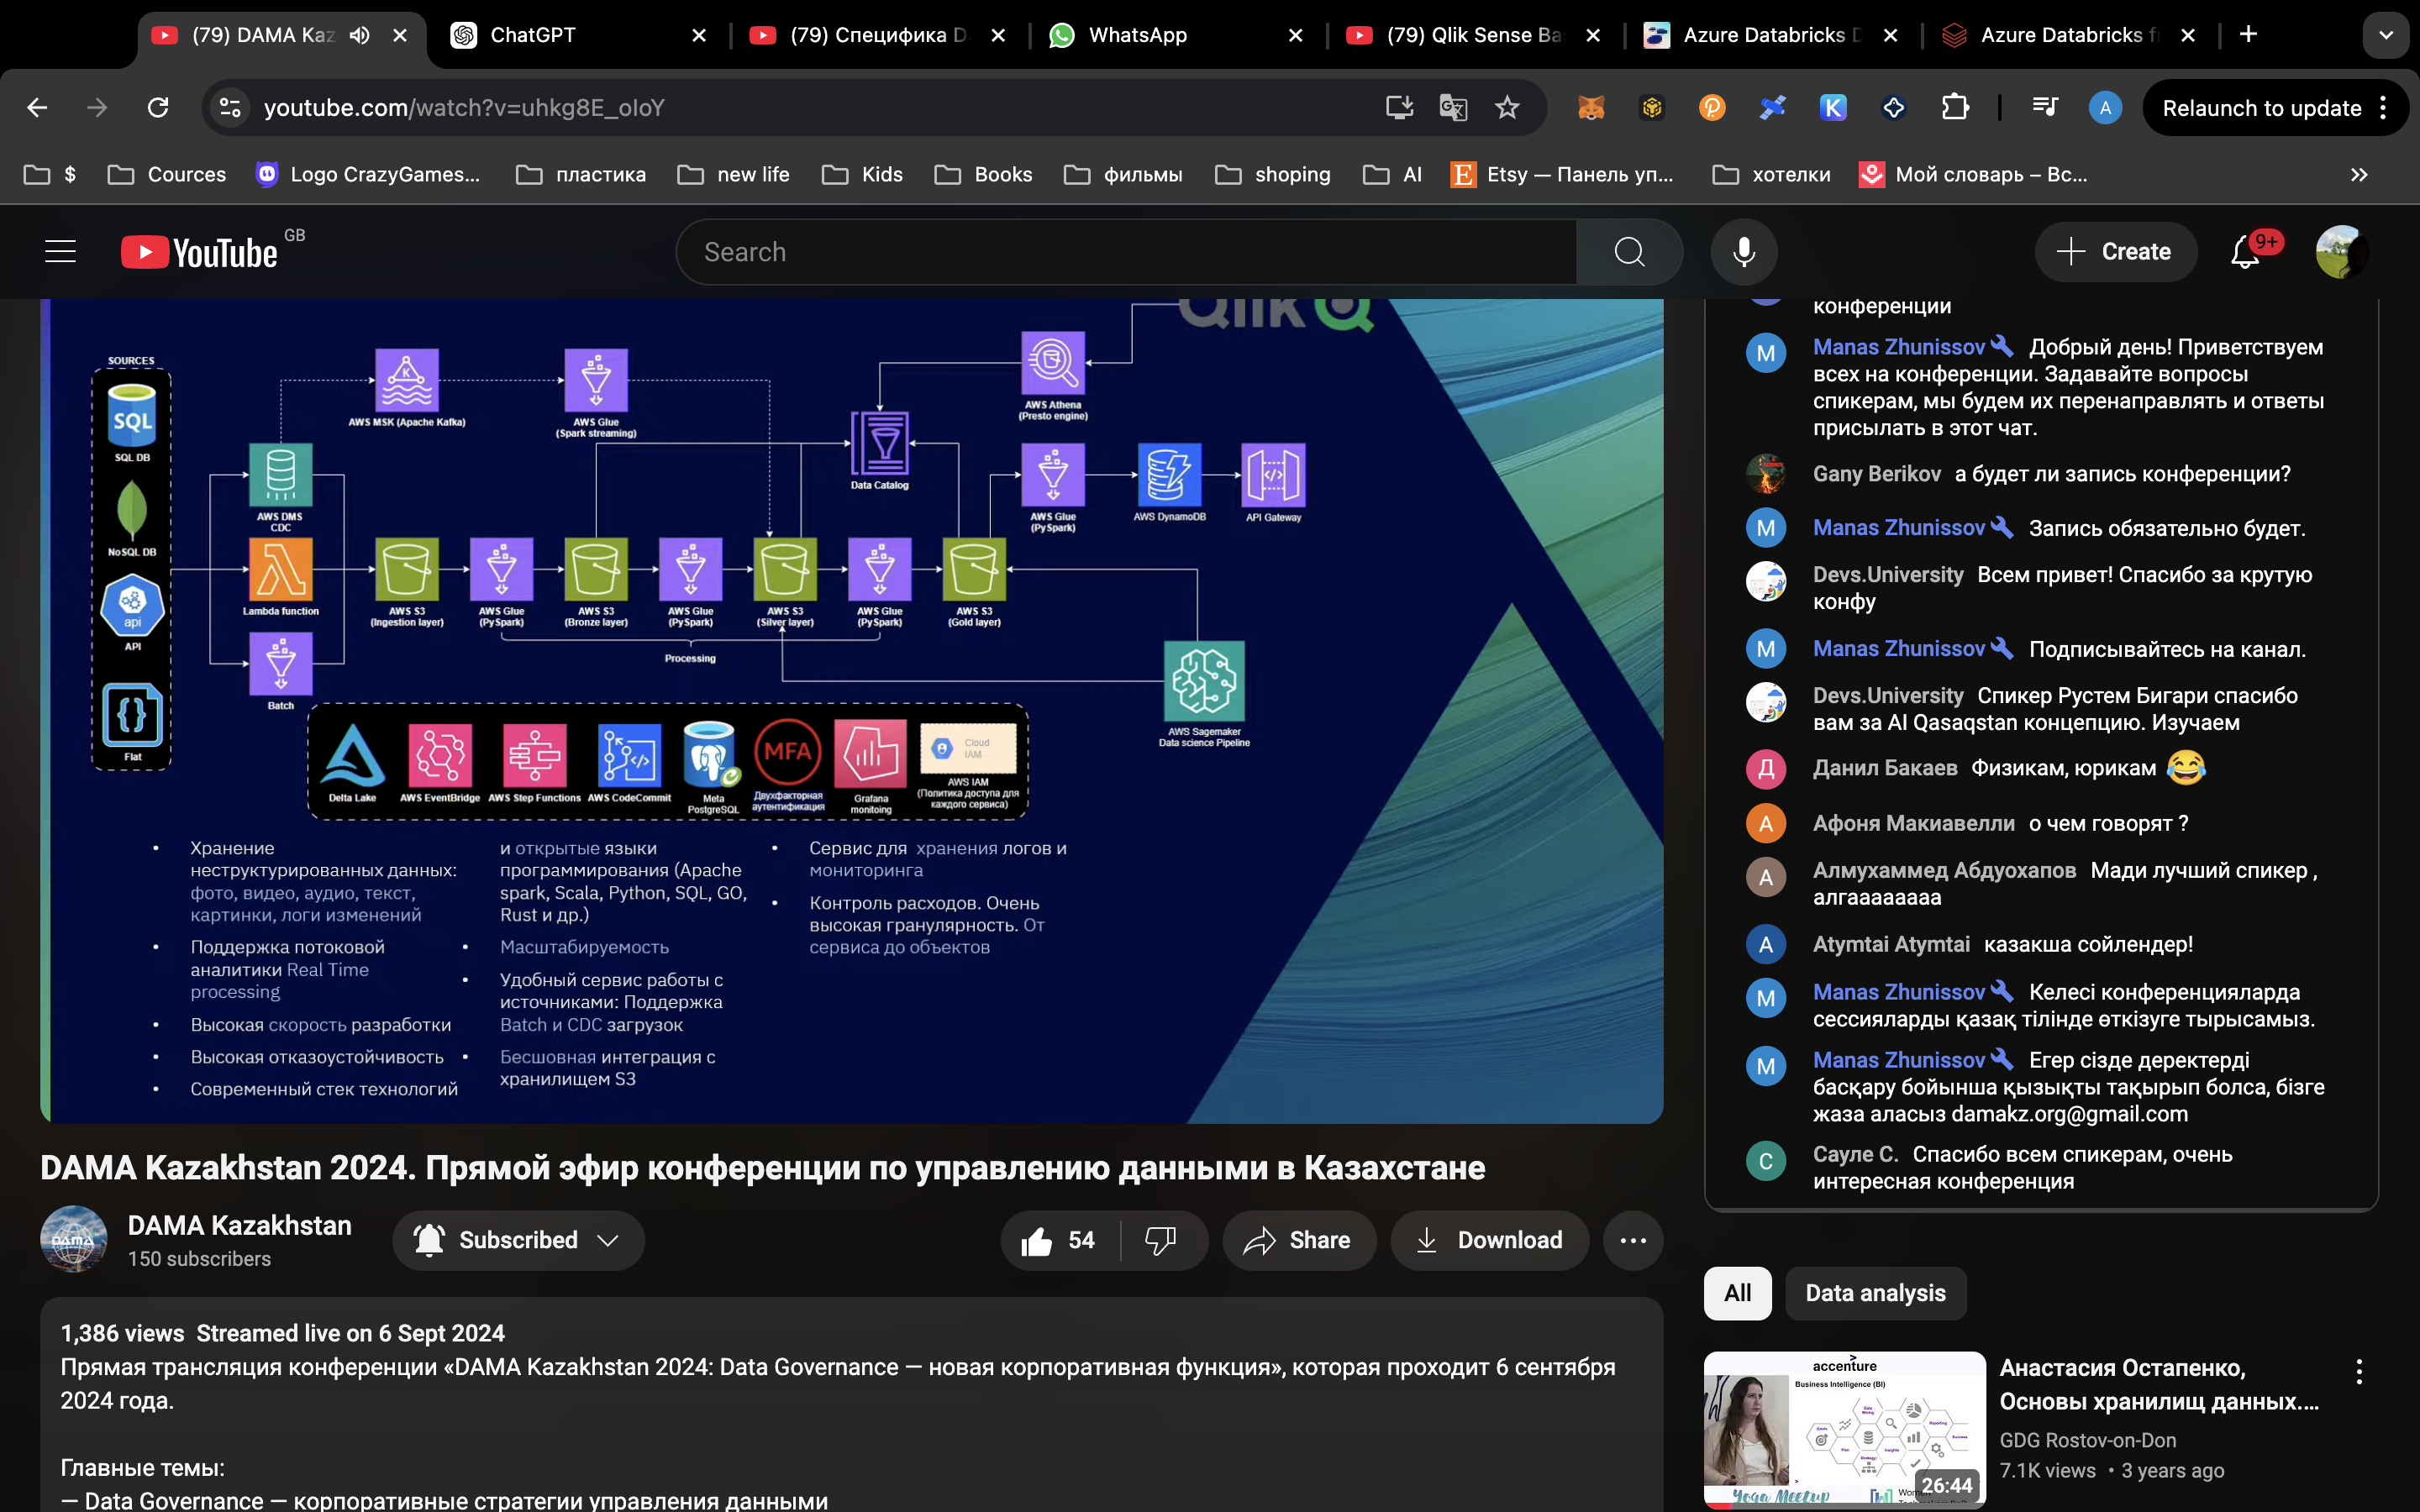 (79) DAMA Kaz
ChatGPT
(79) Специфика D
WhatsApp
(79) Qlik Sense Ba
Azure Databricks D
Azure Databricks f
youtube.com/watch?v=uhkg8E_oIoY
A
Relaunch to update
$
Cources
Logo CrazyGames...
пластика
new life
Kids
Books
фильмы
shoping
AI
Etsy — Панель уп...
хотелки
Мой словарь – Вс...
YouTube GB
Search
Create
9+
Qlik
SOURCES
SQL
SQL DB
NoSQL DB
api
API
Flat
AWS MSK (Apache Kafka)
AWS Glue
(Spark streaming)
AWS Athena
(Presto engine)
Data Catalog
AWS DMS
CDC
AWS Glue
(PySpark)
AWS DynamoDB
API Gateway
Lambda function
AWS S3
(Ingestion layer)
AWS Glue
(PySpark)
AWS S3
(Bronze layer)
AWS Glue
(PySpark)
AWS S3
(Silver layer)
AWS Glue
(PySpark)
AWS S3
(Gold layer)
Processing
Batch
AWS Sagemaker
Data science Pipeline
Delta Lake
AWS EventBridge
AWS Step Functions
AWS CodeCommit
Meta
PostgreSQL
MFA
Двухфакторная
аутентификация
Grafana
monitoing
Cloud
IAM
AWS IAM
(Политика доступа для
каждого сервиса)
• Хранение
неструктурированных данных:
фото, видео, аудио, текст,
картинки, логи изменений
• Поддержка потоковой
аналитики Real Time
processing
• Высокая скорость разработки
• Высокая отказоустойчивость
• Современный стек технологий
и открытые языки
программирования (Apache
spark, Scala, Python, SQL, GO,
Rust и др.)
• Масштабируемость
• Удобный сервис работы с
источниками: Поддержка
Batch и CDC загрузок
• Бесшовная интеграция с
хранилищем S3
• Сервис для хранения логов и
мониторинга
• Контроль расходов. Очень
высокая гранулярность. От
сервиса до объектов
DAMA Kazakhstan 2024. Прямой эфир конференции по управлению данными в Казахстане
DAMA
DAMA Kazakhstan
150 subscribers
Subscribed
54
Share
Download
1,386 views Streamed live on 6 Sept 2024
Прямая трансляция конференции «DAMA Kazakhstan 2024: Data Governance — новая корпоративная функция», которая проходит 6 сентября
2024 года.
Главные темы:
— Data Governance — корпоративные стратегии управления данными
конференции
M Manas Zhunissov Добрый день! Приветствуем
всех на конференции. Задавайте вопросы
спикерам, мы будем их перенаправлять и ответы
присылать в этот чат.
Gany Berikov а будет ли запись конференции?
M Manas Zhunissov Запись обязательно будет.
Devs.University Всем привет! Спасибо за крутую
конфу
M Manas Zhunissov Подписывайтесь на канал.
Devs.University Спикер Рустем Бигари спасибо
вам за AI Qasaqstan концепцию. Изучаем
Д Данил Бакаев Физикам, юрикам 😂
А Афоня Макиавелли о чем говорят ?
А Алмухаммед Абдуохапов Мади лучший спикер ,
алгааааааааа
A Atymtai Atymtai казакша сойлендер!
M Manas Zhunissov Келесі конференцияларда
сессияларды қазақ тілінде өткізуге тырысамыз.
M Manas Zhunissov Егер сізде деректерді
басқару бойынша қызықты тақырып болса, бізге
жаза аласыз damakz.org@gmail.com
С Сауле С. Спасибо всем спикерам, очень
интересная конференция
All
Data analysis
accenture
Business Intelligence (BI)
Yoga Meetup
26:44
Анастасия Остапенко,
Основы хранилищ данных....
GDG Rostov-on-Don
7.1K views • 3 years ago